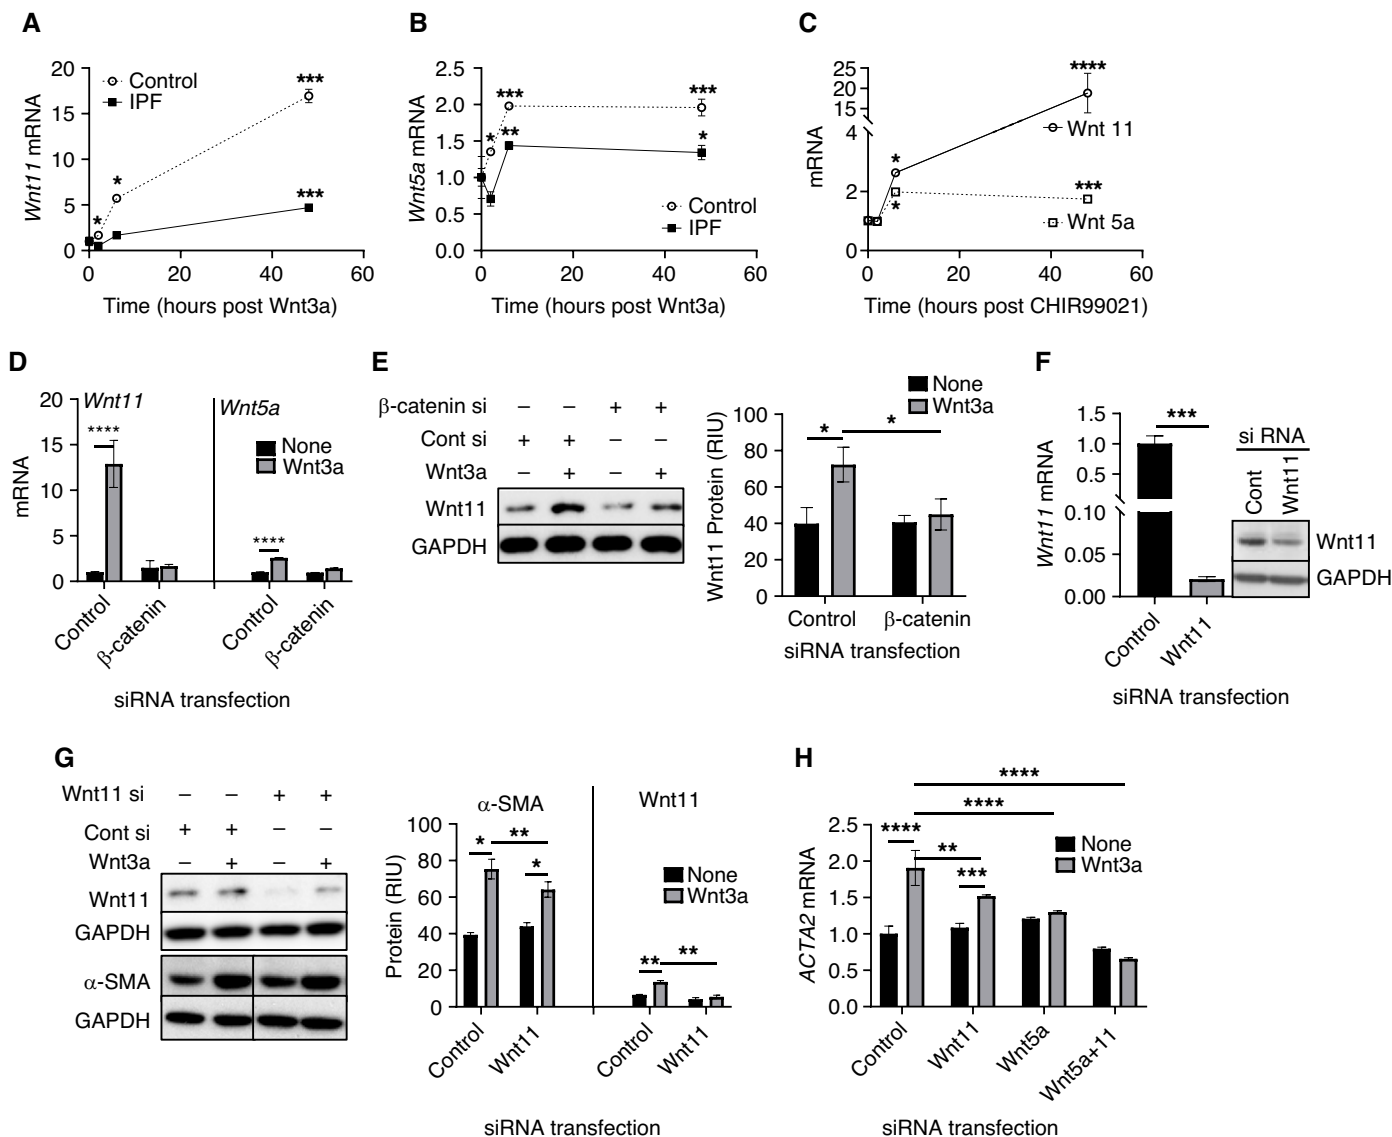 A
Wnt11 mRNA
20
15
10
5
0
0 20 40 60
Control
IPF
*
*
***
***
Time (hours post Wnt3a)
B
Wnt5a mRNA
2.5
2.0
1.5
1.0
0.5
0.0
0 20 40 60
*
***
**
***
*
Control
IPF
Time (hours post Wnt3a)
C
mRNA
25
20
15
4
2
0
0 20 40 60
*
*
****
***
Wnt 11
Wnt 5a
Time (hours post CHIR99021)
D
mRNA
20
15
10
5
0
Wnt11
Wnt5a
****
****
None
Wnt3a
Control
β-catenin
Control
β-catenin
siRNA transfection
E
β-catenin si – – + +
Cont si + + – –
Wnt3a – + – +
Wnt11
GAPDH
Wnt11 Protein (RIU)
100
80
60
40
20
0
None
Wnt3a
*
*
Control β-catenin
siRNA transfection
F
Wnt11 mRNA
1.5
1.0
0.5
0.10
0.05
0.00
***
Control
Wnt11
si RNA
Cont
Wnt11
Wnt11
GAPDH
siRNA transfection
G
Wnt11 si – – + +
Cont si + + – –
Wnt3a – + – +
Wnt11
GAPDH
α-SMA
GAPDH
Protein (RIU)
100
80
60
40
20
0
α-SMA
Wnt11
*
**
*
**
**
None
Wnt3a
Control
Wnt11
Control
Wnt11
siRNA transfection
H
ACTA2 mRNA
2.5
2.0
1.5
1.0
0.5
0.0
****
****
****
**
***
None
Wnt3a
Control
Wnt11
Wnt5a
Wnt5a+11
siRNA transfection